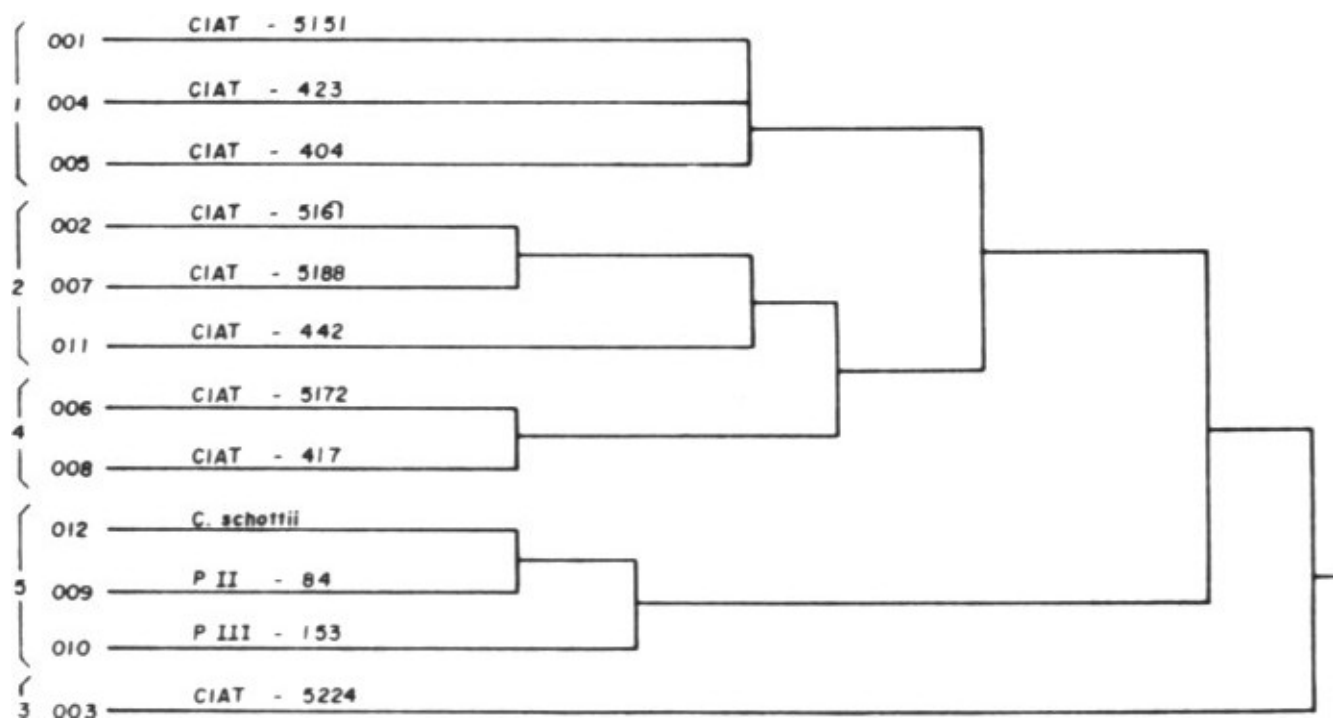 CIAT - 5151
001
CIAT - 423
1 004
CIAT - 404
005
CIAT - 5167
002
CIAT - 5188
2 007
CIAT - 442
011
CIAT - 5172
006
4
CIAT - 417
008
C. schottii
012
P II - 84
5 009
P III - 153
010
CIAT - 5224
3 003